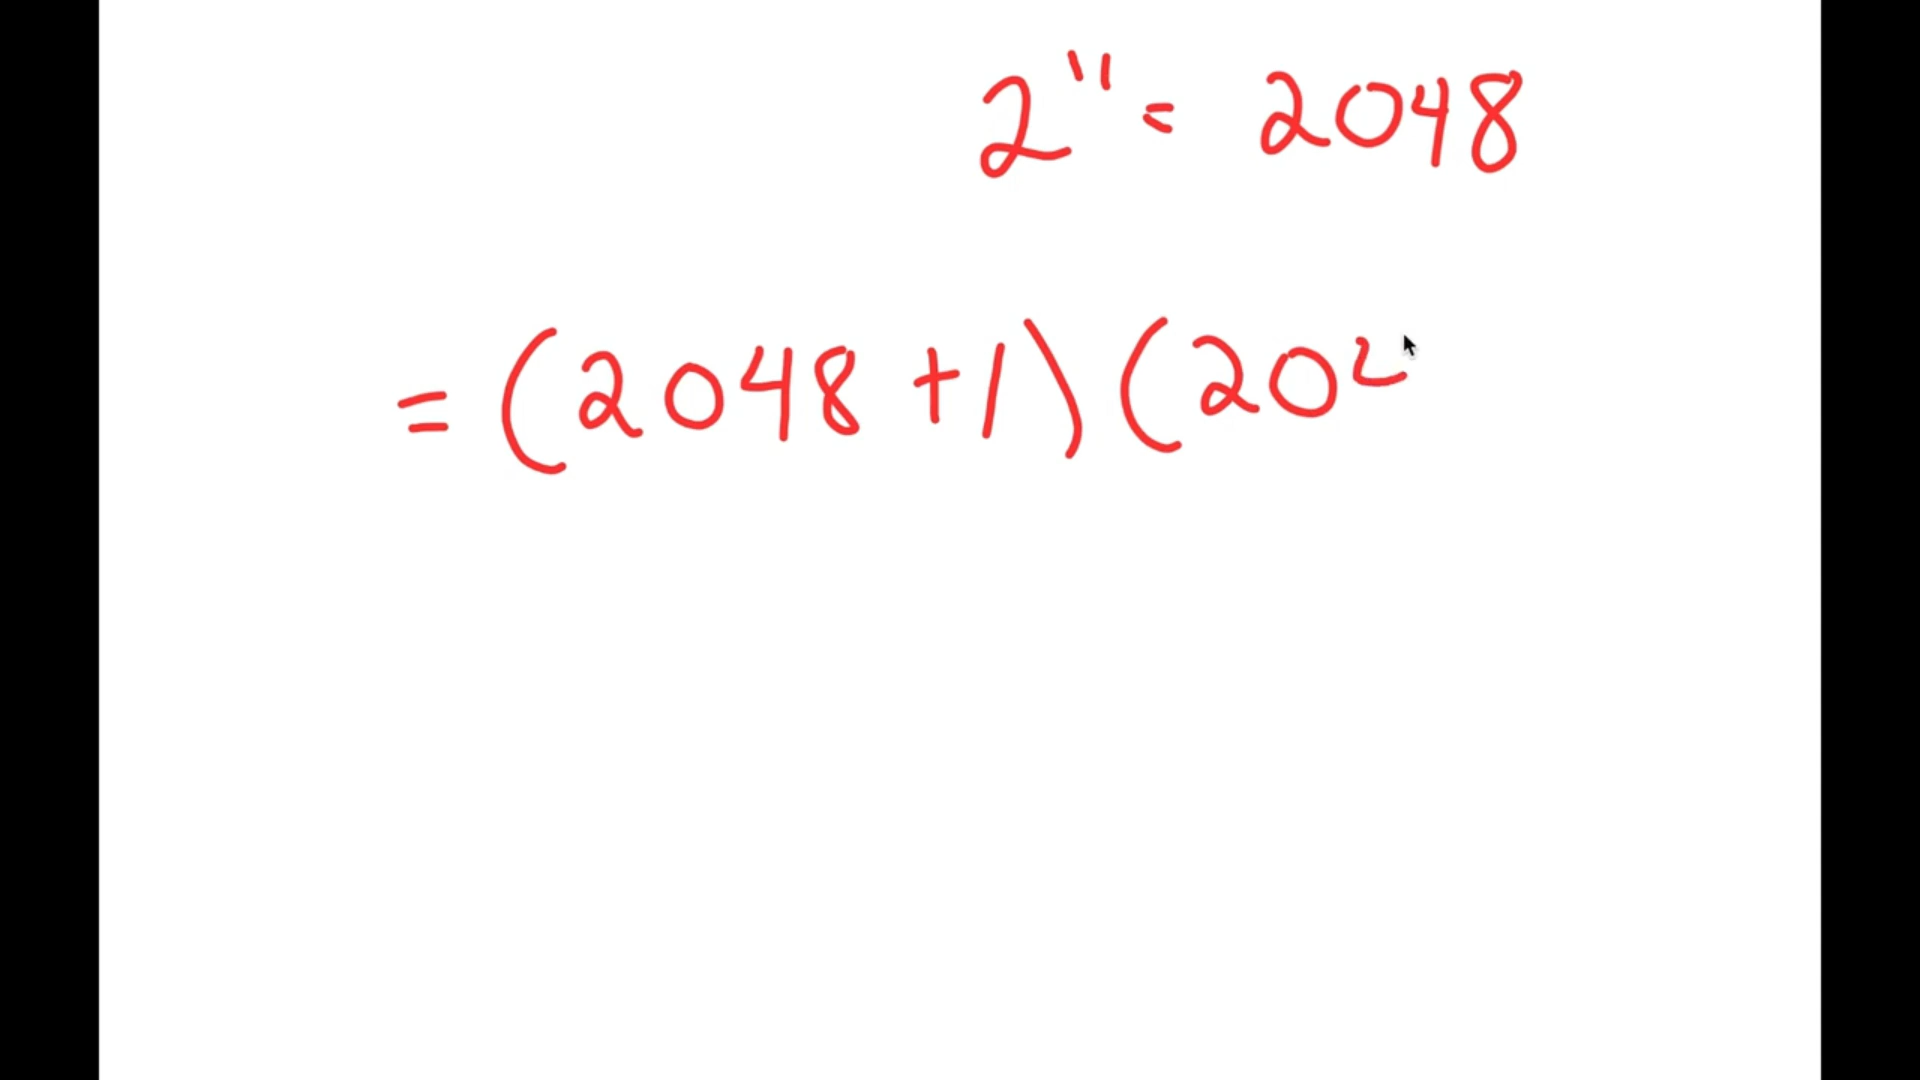 2¹¹ = 2048
= (2048 + 1) (20